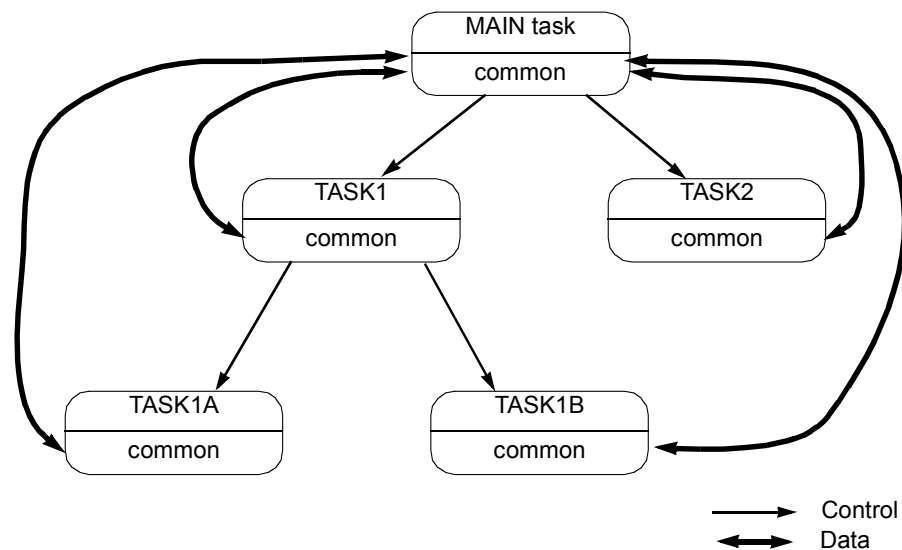 MAIN task
common
TASK1
common
TASK2
common
TASK1A
common
TASK1B
common
Control
Data